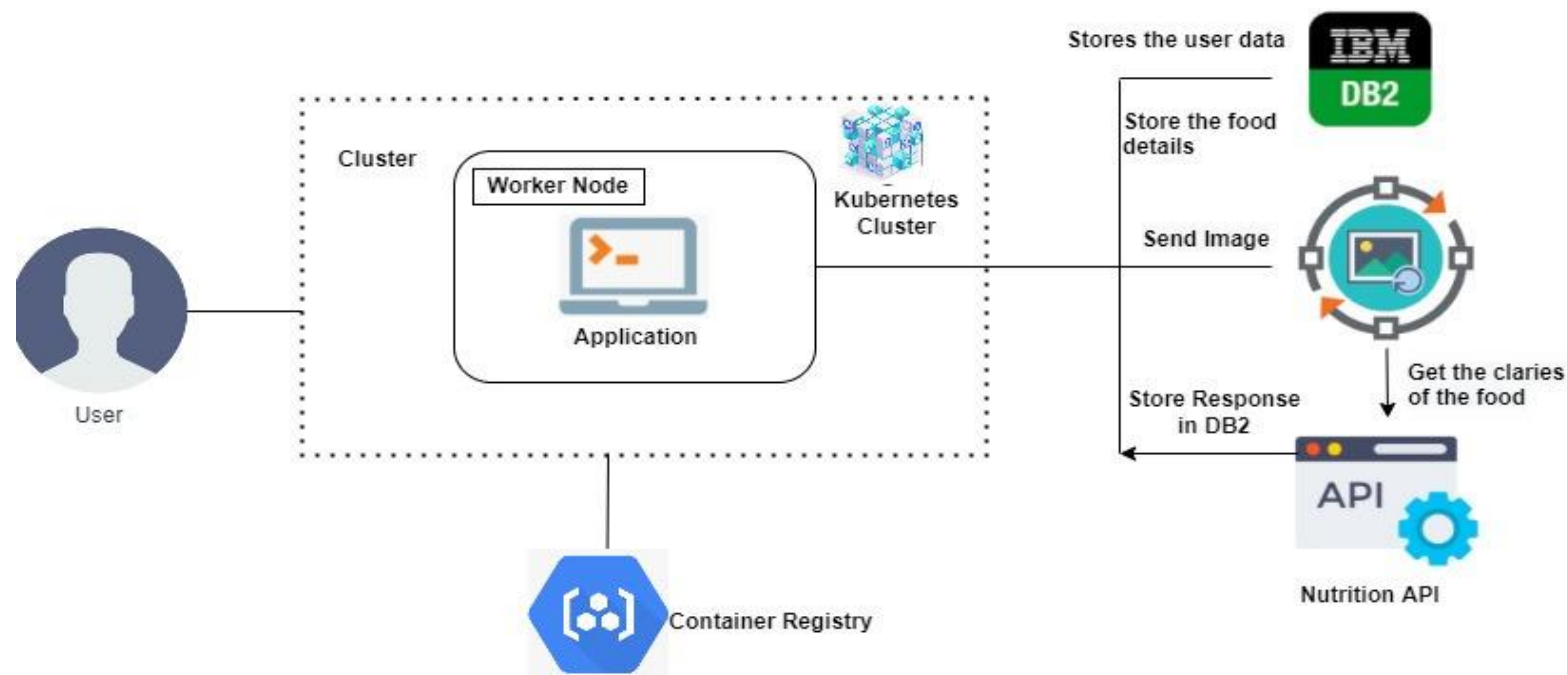 Stores the user data
IBM
DB2
Store the food
details
Cluster
Worker Node
Kubernetes
Cluster
Send Image
Application
User
Get the claries
of the food
Store Response
in DB2
API
Nutrition API
Container Registry